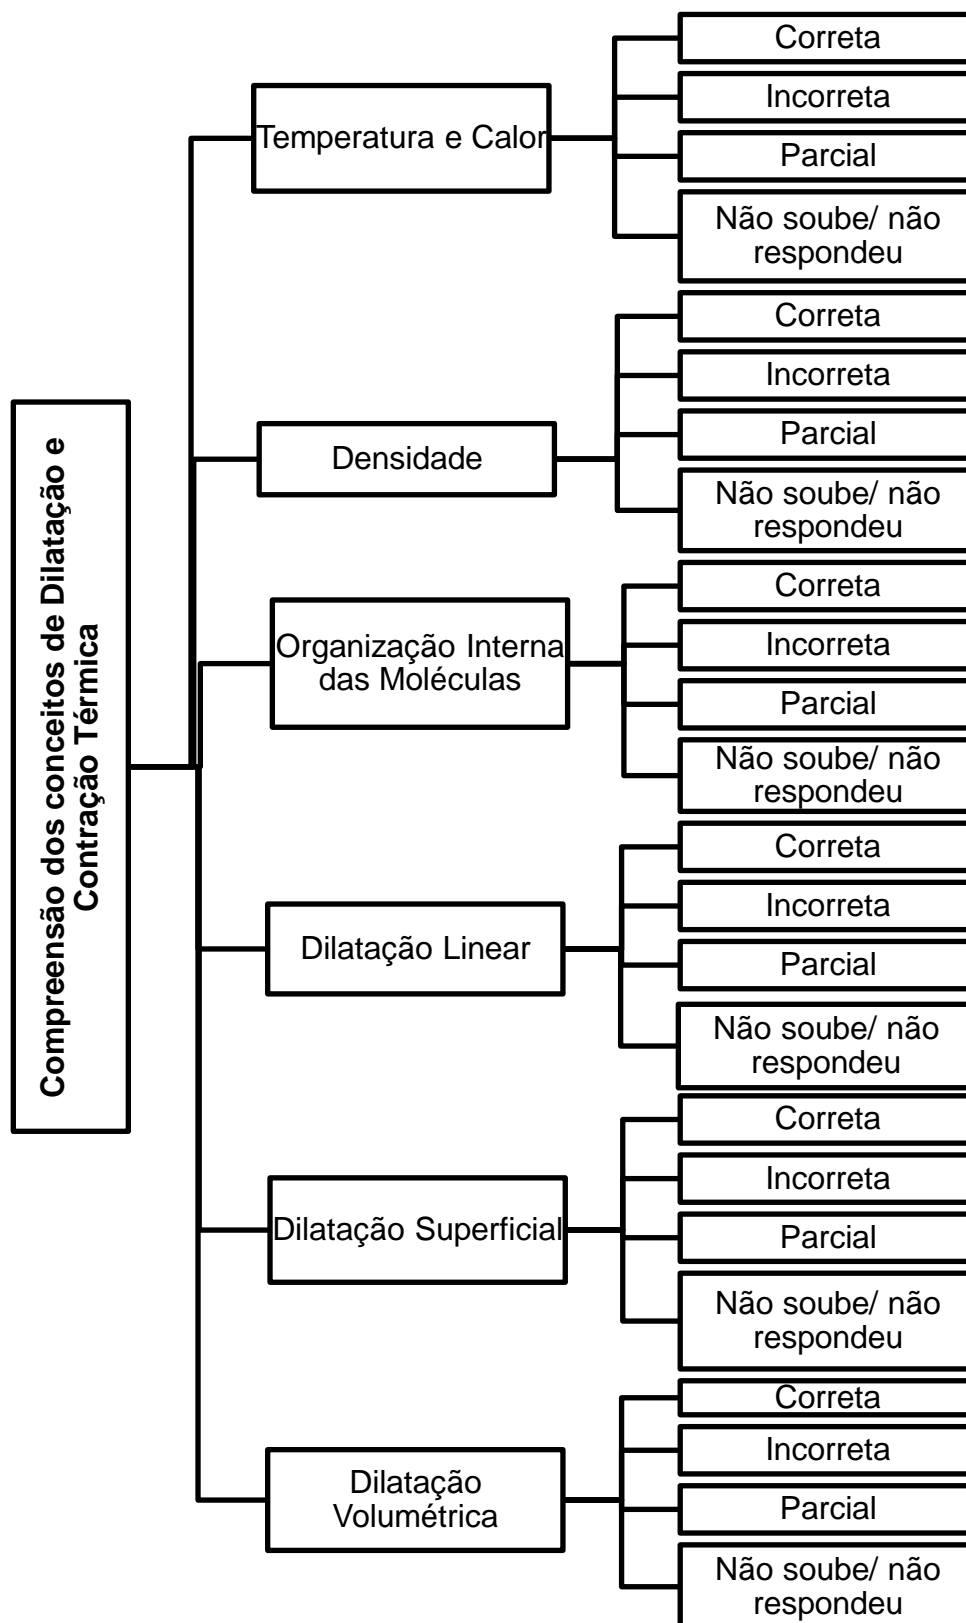 Compreensão dos conceitos de Dilatação e
Contração Térmica
Temperatura e Calor
Correta
Incorreta
Parcial
Não soube/ não
respondeu
Densidade
Correta
Incorreta
Parcial
Não soube/ não
respondeu
Organização Interna
das Moléculas
Correta
Incorreta
Parcial
Não soube/ não
respondeu
Dilatação Linear
Correta
Incorreta
Parcial
Não soube/ não
respondeu
Dilatação Superficial
Correta
Incorreta
Parcial
Não soube/ não
respondeu
Dilatação
Volumétrica
Correta
Incorreta
Parcial
Não soube/ não
respondeu